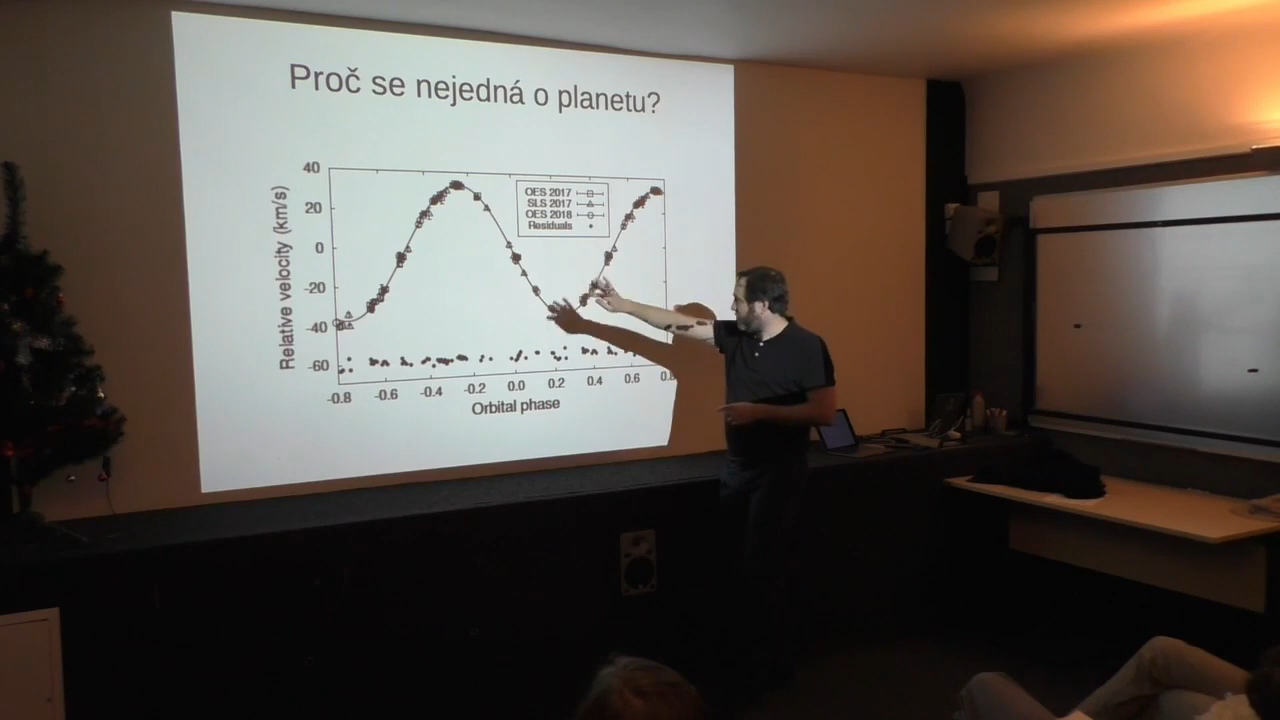 Proč se nejedná o planetu?
40
20
0
-20
-40
-60
Relative velocity (km/s)
OES 2017
SLS 2017
OES 2018
Residuals
-0.8 -0.6 -0.4 -0.2 0.0 0.2 0.4 0.6
Orbital phase